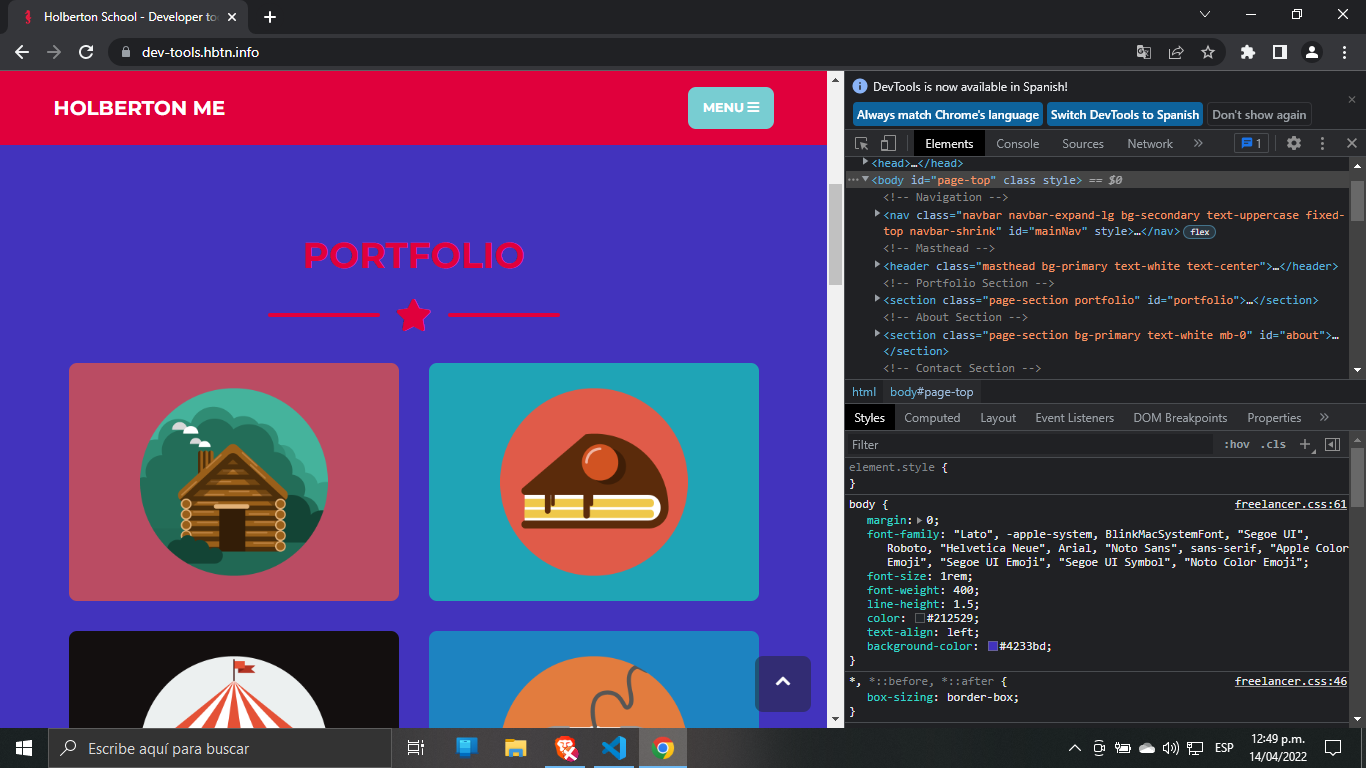 Holberton School - Developer to
dev-tools.hbtn.info
HOLBERTON ME
MENU
PORTFOLIO
DevTools is now available in Spanish!
Always match Chrome's language
Switch DevTools to Spanish
Don't show again
Elements Console Sources Network » 1
<head>…</head>
<body id="page-top" class style> == $0
<!-- Navigation -->
<nav class="navbar navbar-expand-lg bg-secondary text-uppercase fixed-
top navbar-shrink" id="mainNav" style>…</nav> flex
<!-- Masthead -->
<header class="masthead bg-primary text-white text-center">…</header>
<!-- Portfolio Section -->
<section class="page-section portfolio" id="portfolio">…</section>
<!-- About Section -->
<section class="page-section bg-primary text-white mb-0" id="about">…
</section>
<!-- Contact Section -->
html body#page-top
Styles Computed Layout Event Listeners DOM Breakpoints Properties »
Filter :hov .cls +
element.style {
}
body { freelancer.css:61
margin: 0;
font-family: "Lato", -apple-system, BlinkMacSystemFont, "Segoe UI",
Roboto, "Helvetica Neue", Arial, "Noto Sans", sans-serif, "Apple Color
Emoji", "Segoe UI Emoji", "Segoe UI Symbol", "Noto Color Emoji";
font-size: 1rem;
font-weight: 400;
line-height: 1.5;
color: #212529;
text-align: left;
background-color: #4233bd;
}
*, *::before, *::after { freelancer.css:46
box-sizing: border-box;
}
Escribe aquí para buscar
ESP
12:49 p.m.
14/04/2022